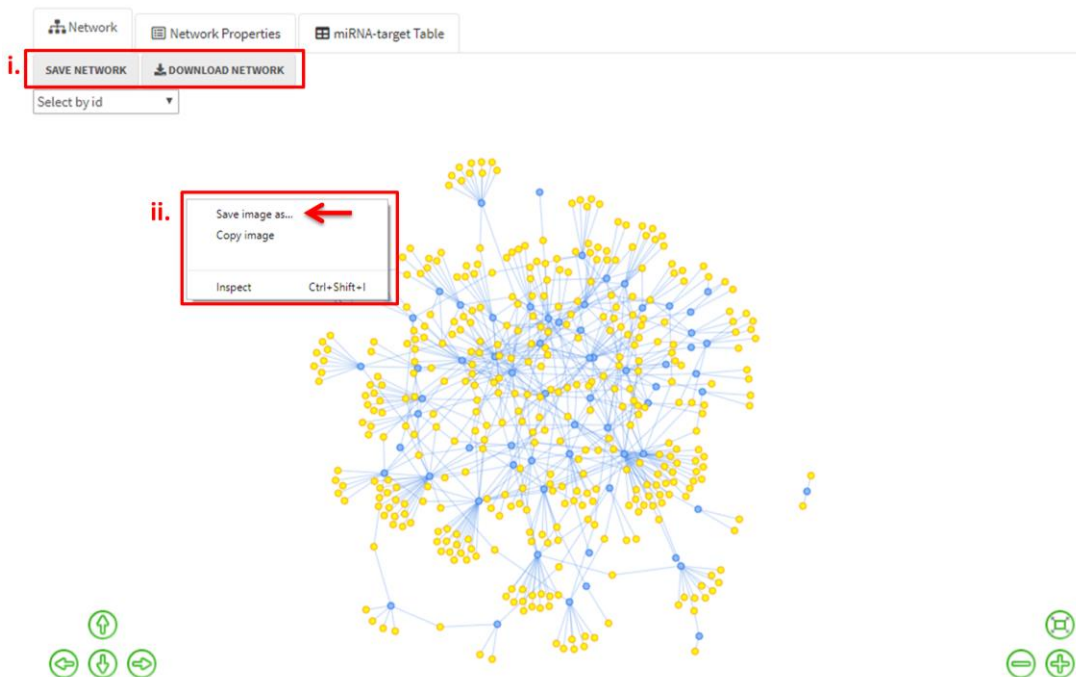 Network
Network Properties
miRNA-target Table
i.
SAVE NETWORK
DOWNLOAD NETWORK
Select by id
ii.
Save image as...
Copy image
Inspect Ctrl+Shift+I